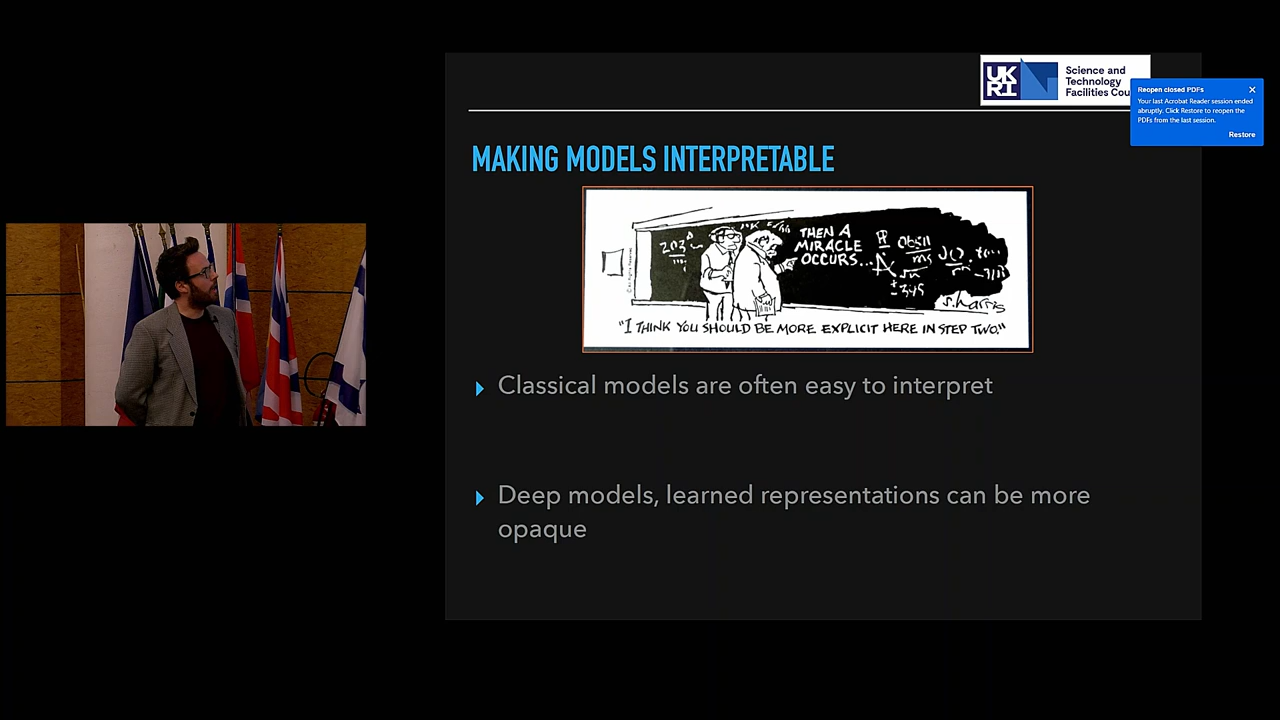 UK
RI
Science and
Technology
Facilities Cou
Reopen closed PDFs
Your last Acrobat Reader session ended
abruptly. Click Restore to reopen the
PDFs from the last session.
Restore
MAKING MODELS INTERPRETABLE
THEN A
MIRACLE
OCCURS...
"I THINK YOU SHOULD BE MORE EXPLICIT HERE IN STEP TWO."
S. harris
Classical models are often easy to interpret
Deep models, learned representations can be more
opaque